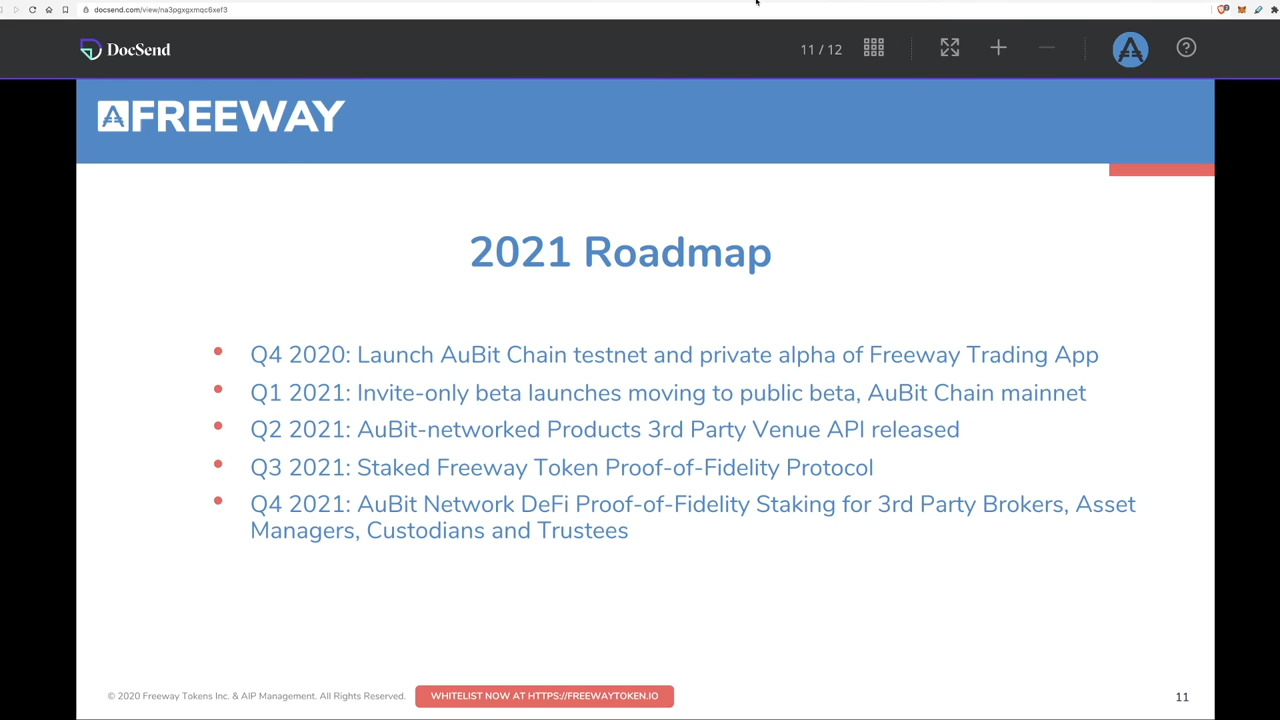 docsend.com/view/na3pgxgxmqc6xef3
DocSend
11 / 12
FREEWAY
2021 Roadmap
• Q4 2020: Launch AuBit Chain testnet and private alpha of Freeway Trading App
• Q1 2021: Invite-only beta launches moving to public beta, AuBit Chain mainnet
• Q2 2021: AuBit-networked Products 3rd Party Venue API released
• Q3 2021: Staked Freeway Token Proof-of-Fidelity Protocol
• Q4 2021: AuBit Network DeFi Proof-of-Fidelity Staking for 3rd Party Brokers, Asset
Managers, Custodians and Trustees
© 2020 Freeway Tokens Inc. & AIP Management. All Rights Reserved.
WHITELIST NOW AT HTTPS://FREEWAYTOKEN.IO
11